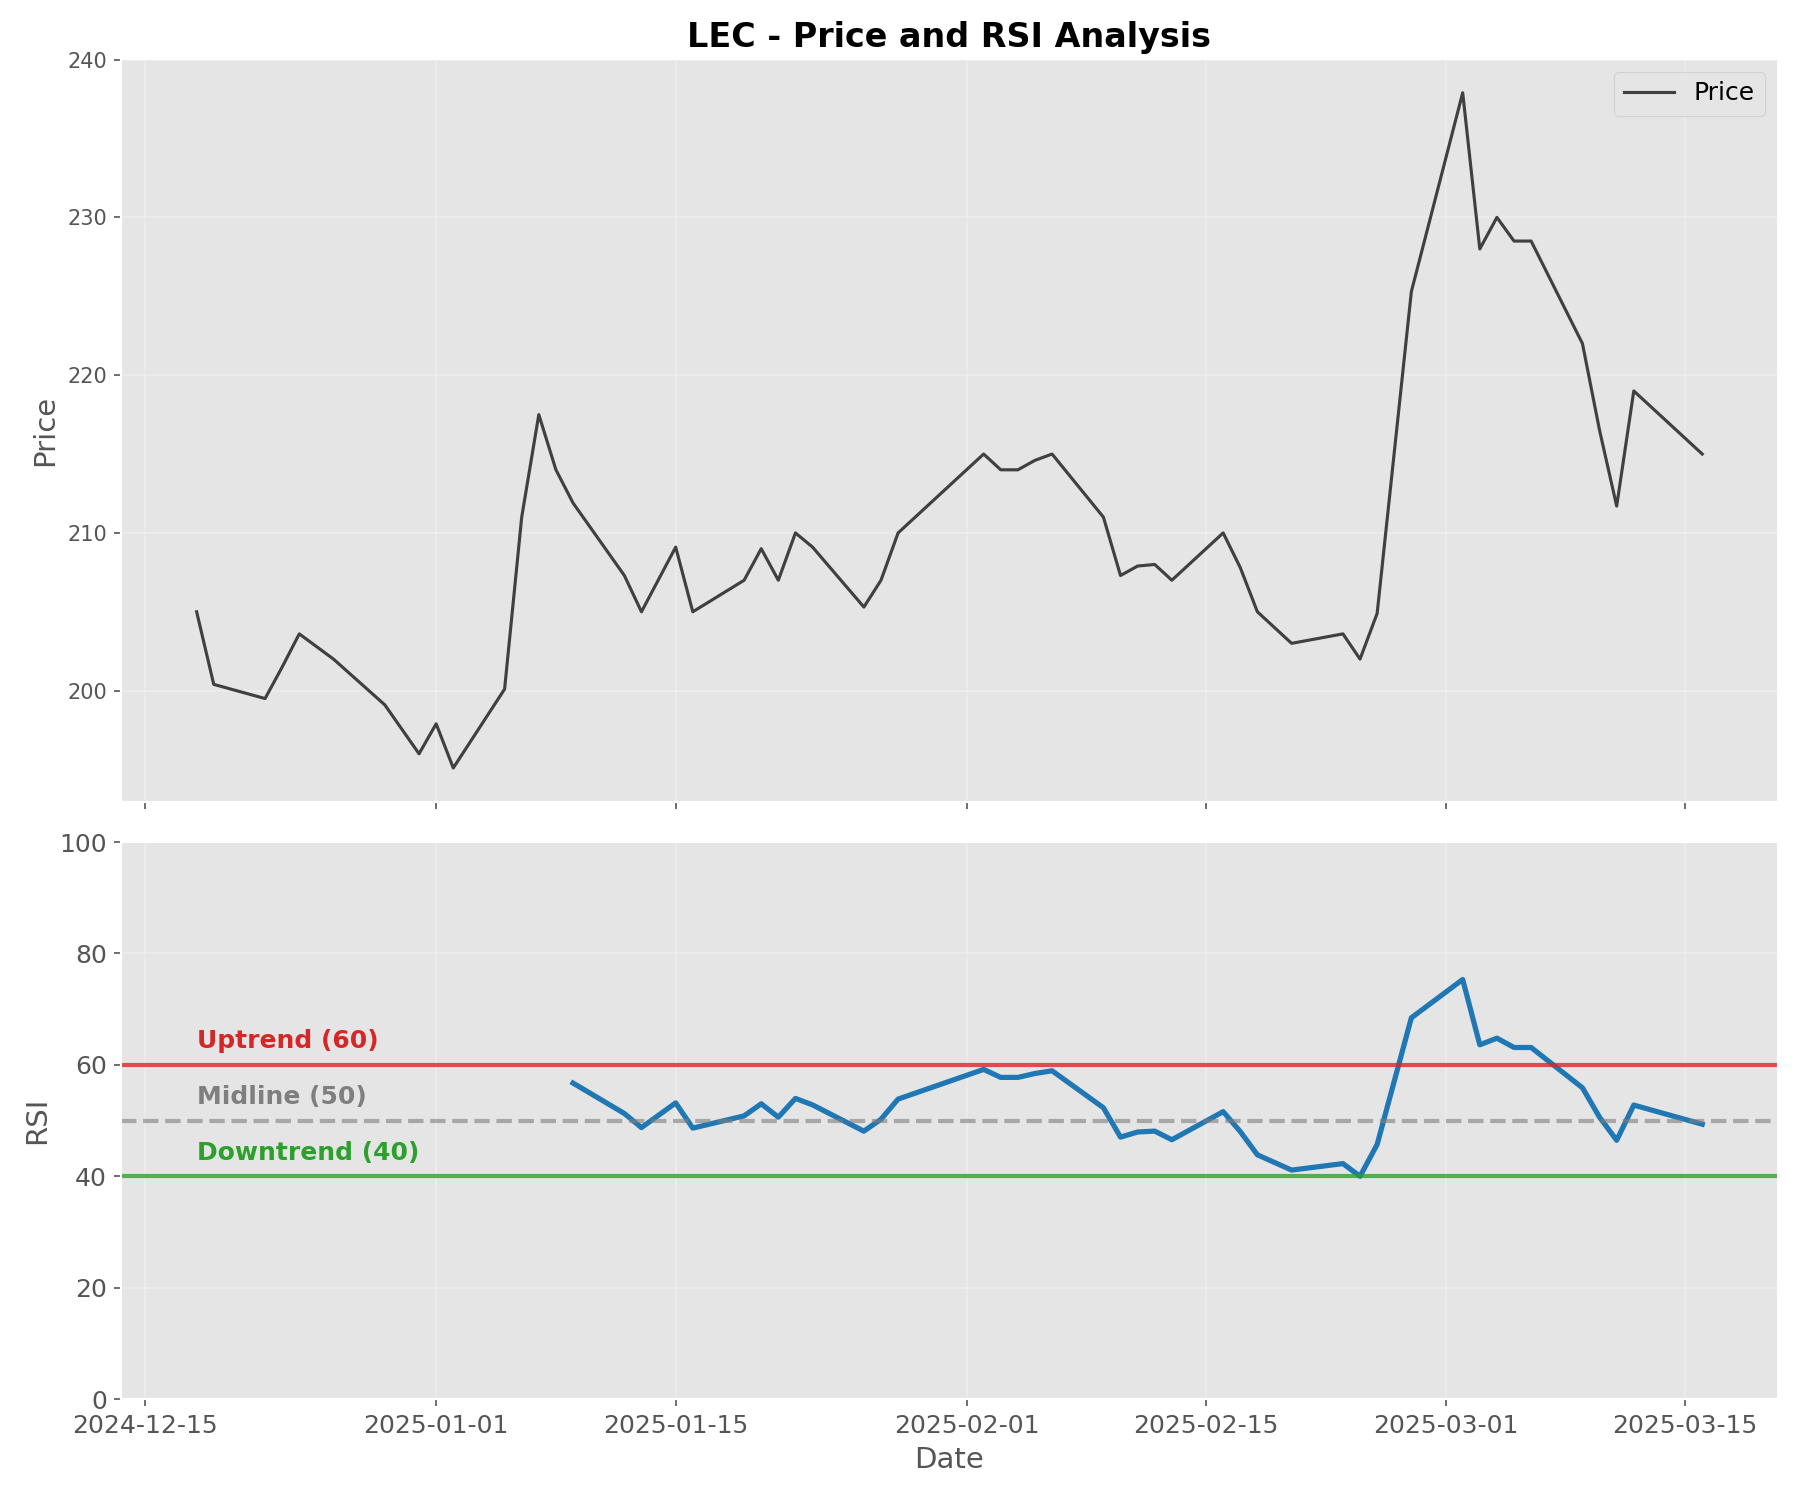 LEC - Price and RSI Analysis
240
Price
230
220
Price
210
200
100
80
Uptrend (60)
60
Midline (50)
RSI
Downtrend (40)
40
20
0
2024-12-15 2025-01-01 2025-01-15 2025-02-01 2025-02-15 2025-03-01 2025-03-15
Date